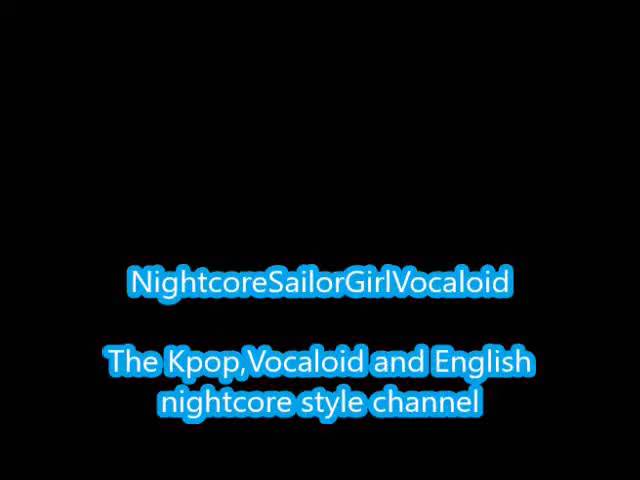 NightcoreSailorGirlVocaloid
The Kpop,Vocaloid and English
nightcore style channel